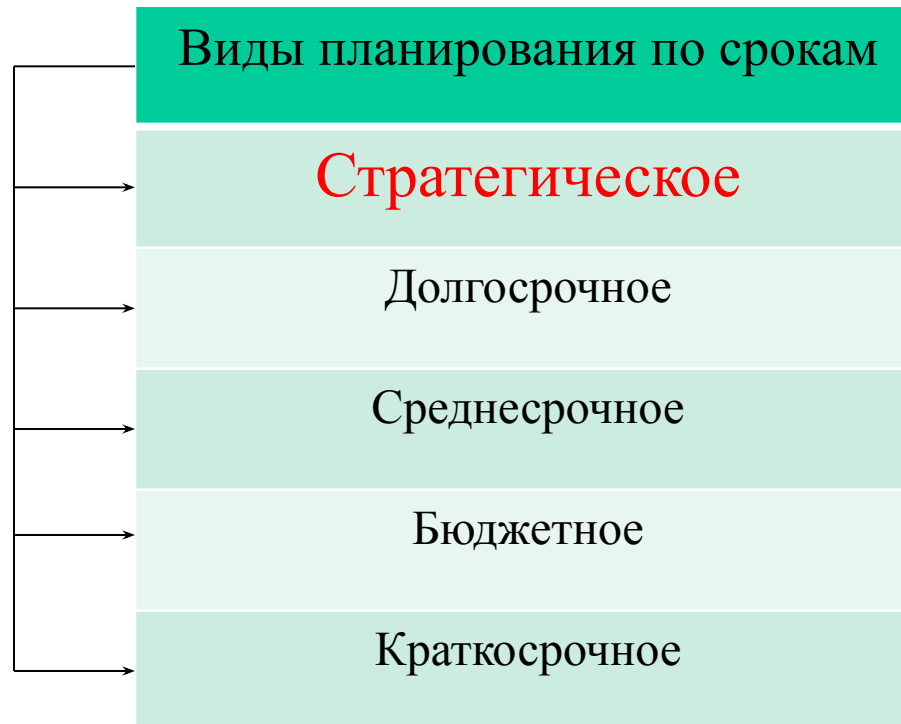 Виды планирования по срокам
Стратегическое
Долгосрочное
Среднесрочное
Бюджетное
Краткосрочное